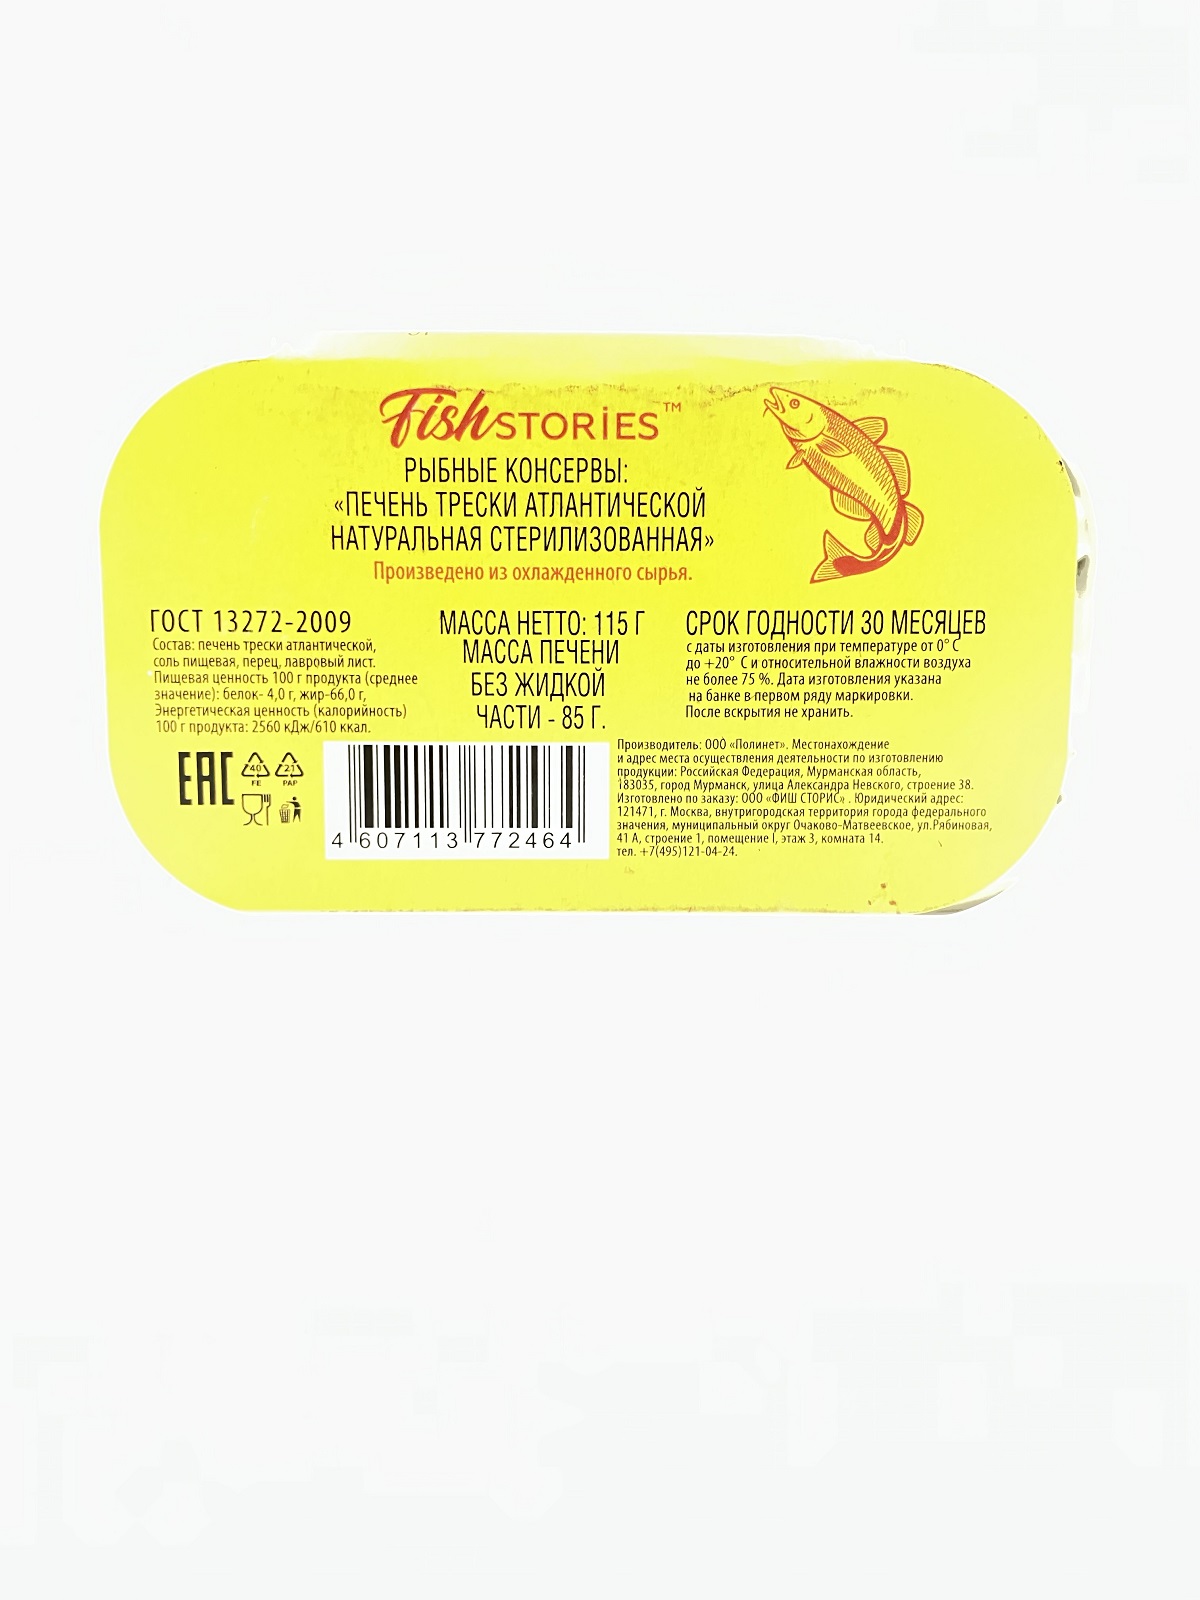 Fish STORIES™
РЫБНЫЕ КОНСЕРВЫ:
«ПЕЧЕНЬ ТРЕСКИ АТЛАНТИЧЕСКОЙ
НАТУРАЛЬНАЯ СТЕРИЛИЗОВАННАЯ»
Произведено из охлажденного сырья.
ГОСТ 13272-2009
Состав: печень трески атлантической,
соль пищевая, перец, лавровый лист.
Пищевая ценность 100 г продукта (среднее
значение): белок- 4,0 г, жир-66,0 г,
Энергетическая ценность (калорийность)
100 г продукта: 2560 кДж/610 ккал.
МАССА НЕТТО: 115 Г
МАССА ПЕЧЕНИ
БЕЗ ЖИДКОЙ
ЧАСТИ - 85 Г.
СРОК ГОДНОСТИ 30 МЕСЯЦЕВ
с даты изготовления при температуре от 0° С
до +20° С и относительной влажности воздуха
не более 75 %. Дата изготовления указана
на банке в первом ряду маркировки.
После вскрытия не хранить.
EAC
40
FE
21
PAP
4 607113 772464
Производитель: ООО «Полинет». Местонахождение
и адрес места осуществления деятельности по изготовлению
продукции: Российская Федерация, Мурманская область,
183035, город Мурманск, улица Александра Невского, строение 38.
Изготовлено по заказу: ООО «ФИШ СТОРИС» . Юридический адрес:
121471, г. Москва, внутригородская территория города федерального
значения, муниципальный округ Очаково-Матвеевское, ул.Рябиновая,
41 А, строение 1, помещение I, этаж 3, комната 14.
тел. +7(495)121-04-24.